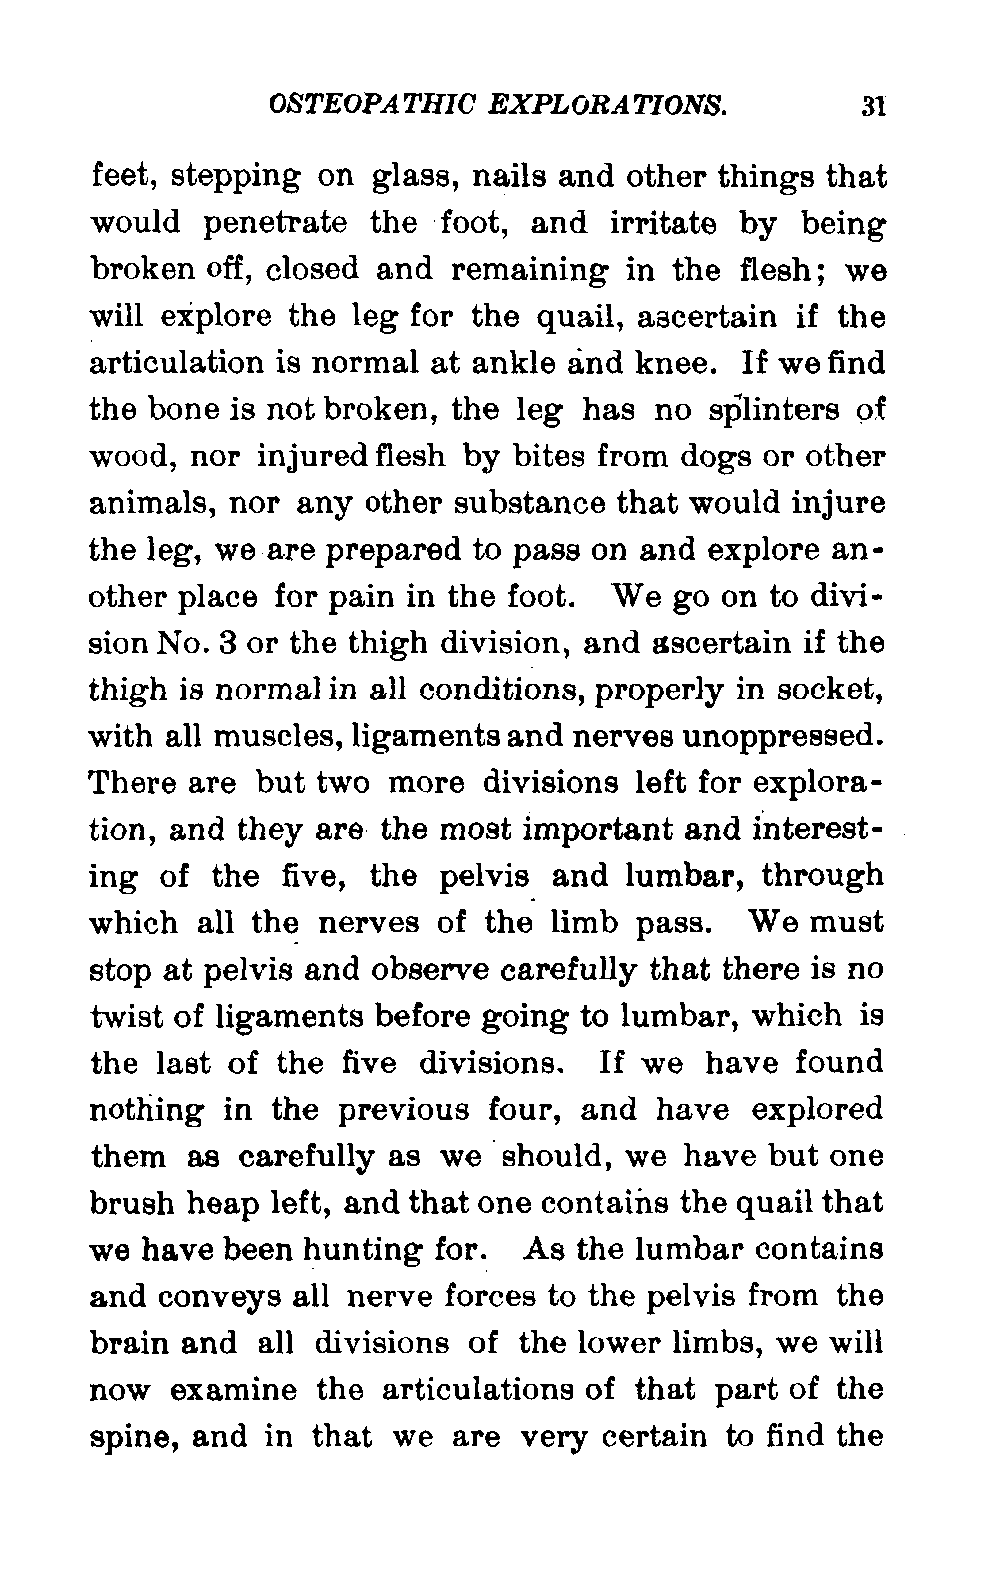 OSTEOPATHIC EXPLORATIONS. 31
feet, stepping on glass, nails and other things that
would penetrate the foot, and irritate by being
broken off, closed and remaining in the flesh; we
will explore the leg for the quail, ascertain if the
articulation is normal at ankle and knee. If we find
the bone is not broken, the leg has no splinters of
wood, nor injured flesh by bites from dogs or other
animals, nor any other substance that would injure
the leg, we are prepared to pass on and explore an-
other place for pain in the foot. We go on to divi-
sion No. 3 or the thigh division, and ascertain if the
thigh is normal in all conditions, properly in socket,
with all muscles, ligaments and nerves unoppressed.
There are but two more divisions left for explora-
tion, and they are the most important and interest-
ing of the five, the pelvis and lumbar, through
which all the nerves of the limb pass. We must
stop at pelvis and observe carefully that there is no
twist of ligaments before going to lumbar, which is
the last of the five divisions. If we have found
nothing in the previous four, and have explored
them as carefully as we should, we have but one
brush heap left, and that one contains the quail that
we have been hunting for. As the lumbar contains
and conveys all nerve forces to the pelvis from the
brain and all divisions of the lower limbs, we will
now examine the articulations of that part of the
spine, and in that we are very certain to find the